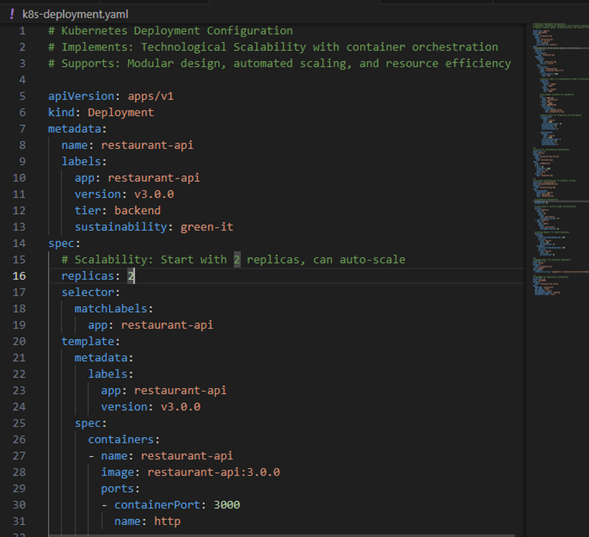 ! k8s-deployment.yaml
1 # Kubernetes Deployment Configuration
2 # Implements: Technological Scalability with container orchestration
3 # Supports: Modular design, automated scaling, and resource efficiency
4
5 apiVersion: apps/v1
6 kind: Deployment
7 metadata:
8   name: restaurant-api
9   labels:
10     app: restaurant-api
11     version: v3.0.0
12     tier: backend
13     sustainability: green-it
14 spec:
15   # Scalability: Start with 2 replicas, can auto-scale
16   replicas: 2
17   selector:
18     matchLabels:
19       app: restaurant-api
20   template:
21     metadata:
22       labels:
23         app: restaurant-api
24         version: v3.0.0
25     spec:
26       containers:
27       - name: restaurant-api
28         image: restaurant-api:3.0.0
29         ports:
30         - containerPort: 3000
31           name: http